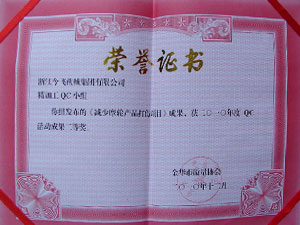 荣誉证书
浙江今飞机械集团有限公司
精加工QC小组
你组发布的《减少摩轮产品打伤项目》成果,获二〇一〇年度QC
活动成果二等奖。
金华市质量协会
二〇一〇年十二月